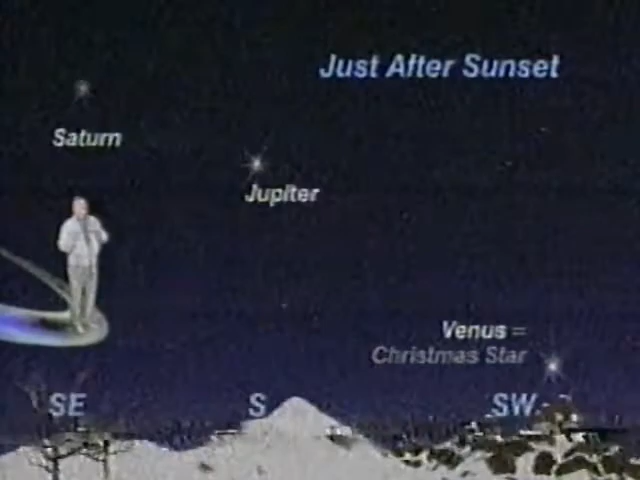 Just After Sunset
Saturn
Jupiter
Venus =
Christmas Star
SE
S
SW